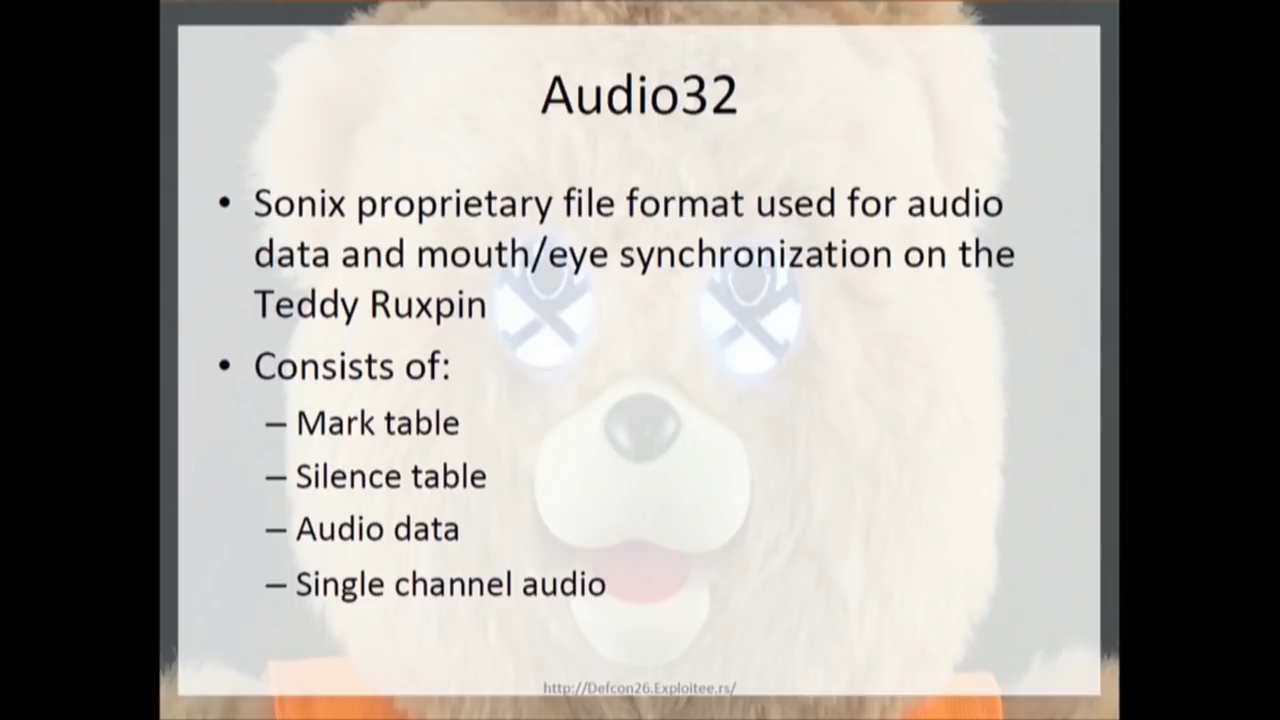 Audio32
• Sonix proprietary file format used for audio
data and mouth/eye synchronization on the
Teddy Ruxpin
• Consists of:
– Mark table
– Silence table
– Audio data
– Single channel audio
http://Defcon26.Exploitee.rs/